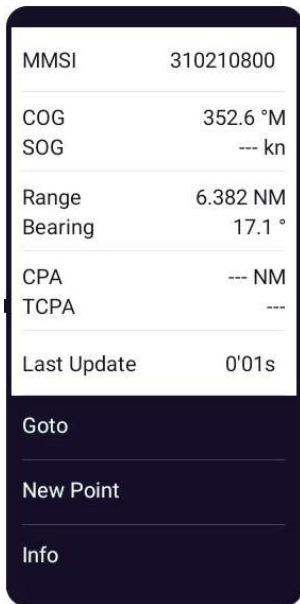 MMSI 310210800
COG 352.6 °M
SOG --- kn
Range 6.382 NM
Bearing 17.1 °
CPA --- NM
TCPA ---
Last Update 0'01s
Goto
New Point
Info